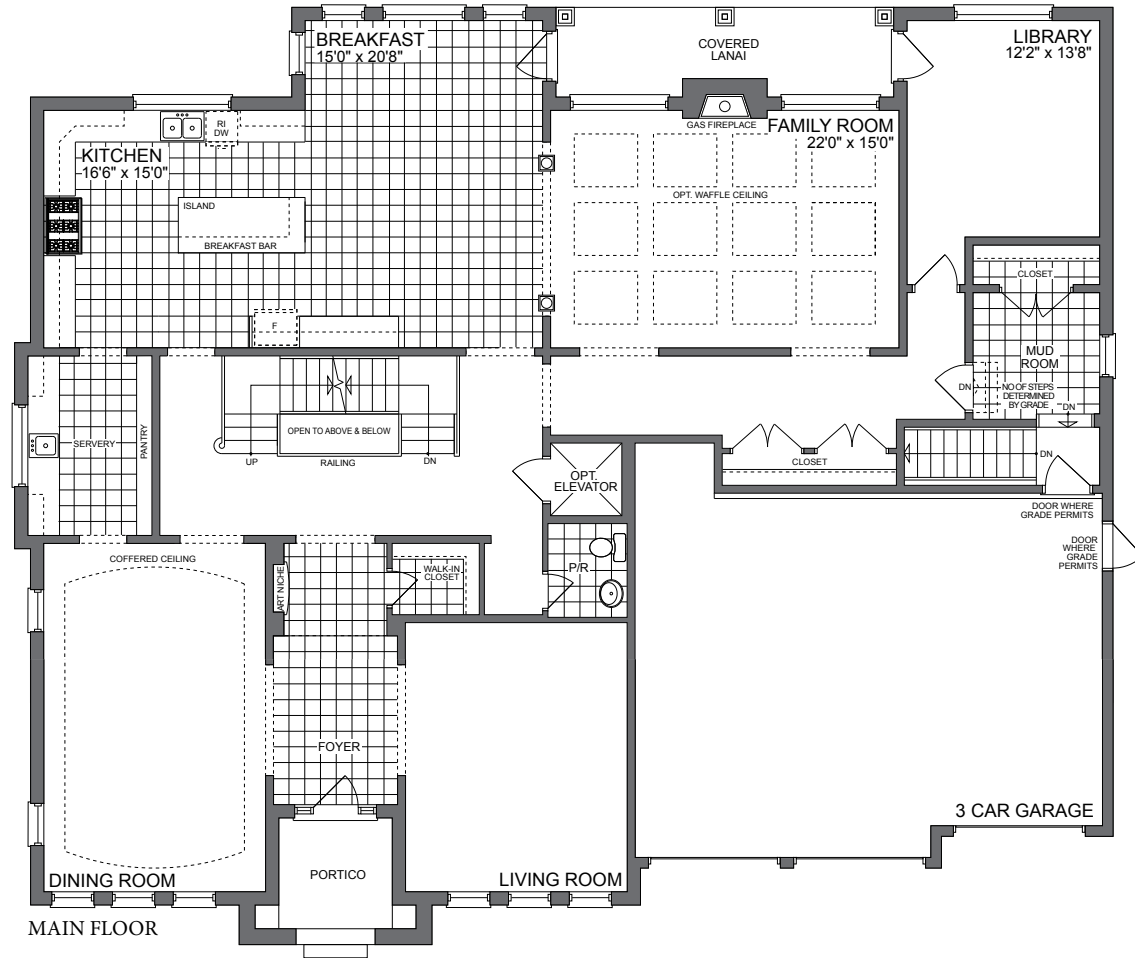 BREAKFAST
15'0" x 20'8"
COVERED
LANAI
LIBRARY
12'2" x 13'8"
RI
DW
GAS FIREPLACE
FAMILY ROOM
22'0" x 15'0"
KITCHEN
16'6" x 15'0"
OPT. WAFFLE CEILING
ISLAND
BREAKFAST BAR
CLOSET
F
MUD
ROOM
DN
NO OF STEPS
DETERMINED
BY GRADE
DN
SERVERY
PANTRY
OPEN TO ABOVE & BELOW
UP
RAILING
DN
CLOSET
DN
OPT.
ELEVATOR
DOOR WHERE
GRADE PERMITS
DOOR
WHERE
GRADE
PERMITS
COFFERED CEILING
ART NICHE
WALK-IN
CLOSET
P/R
FOYER
3 CAR GARAGE
PORTICO
DINING ROOM
LIVING ROOM
MAIN FLOOR